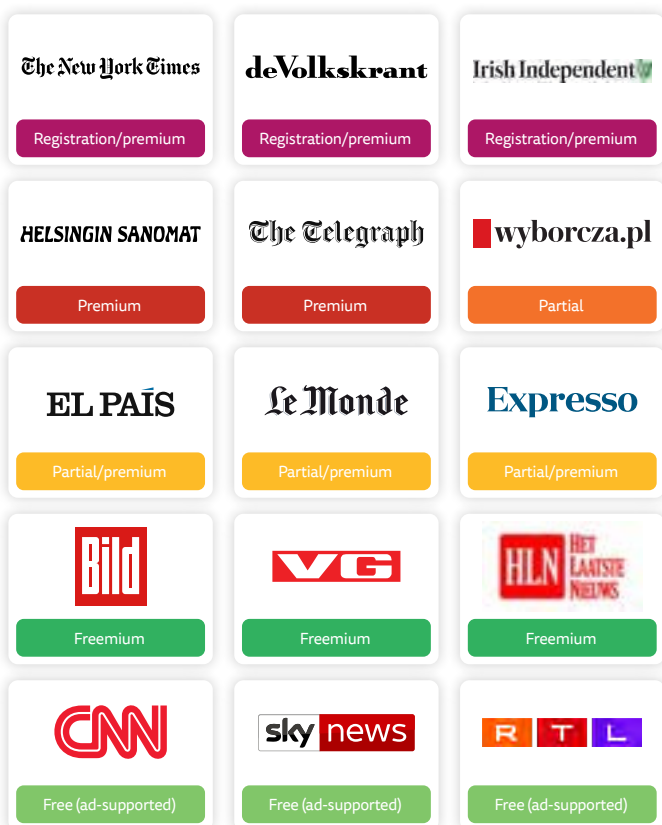 The New York Times
deVolkskrant
Irish Independent
Registration/premium
Registration/premium
Registration/premium
HELSINGIN SANOMAT
The Telegraph
wyborcza.pl
Premium
Premium
Partial
EL PAÍS
Le Monde
Expresso
Partial/premium
Partial/premium
Partial/premium
Bild
VG
HLN
HET
LAATSTE
NIEUWS
Freemium
Freemium
Freemium
CNN
sky news
RTL
Free (ad-supported)
Free (ad-supported)
Free (ad-supported)